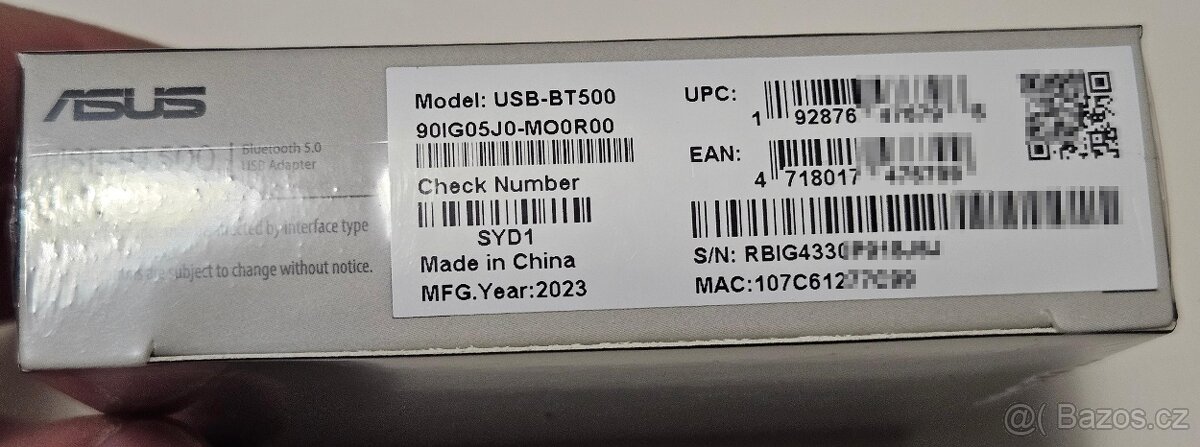 ASUS
Bluetooth 5.0
USB Adapter
by interface type
are subject to change without notice.
Model: USB-BT500
90IG05J0-MO0R00
Check Number
SYD1
Made in China
MFG.Year:2023
UPC:
1 92876
EAN:
4 718017
S/N: RBIG4330
MAC:107C612
@( Bazos.cz